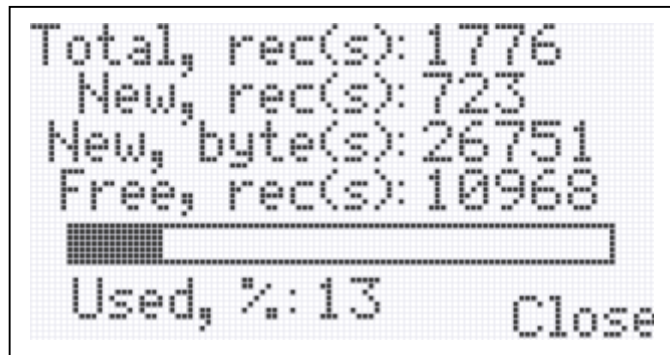 Total, rec(s): 1776
New, rec(s): 723
New, byte(s): 26751
Free, rec(s): 10968
Used, %: 13
Close